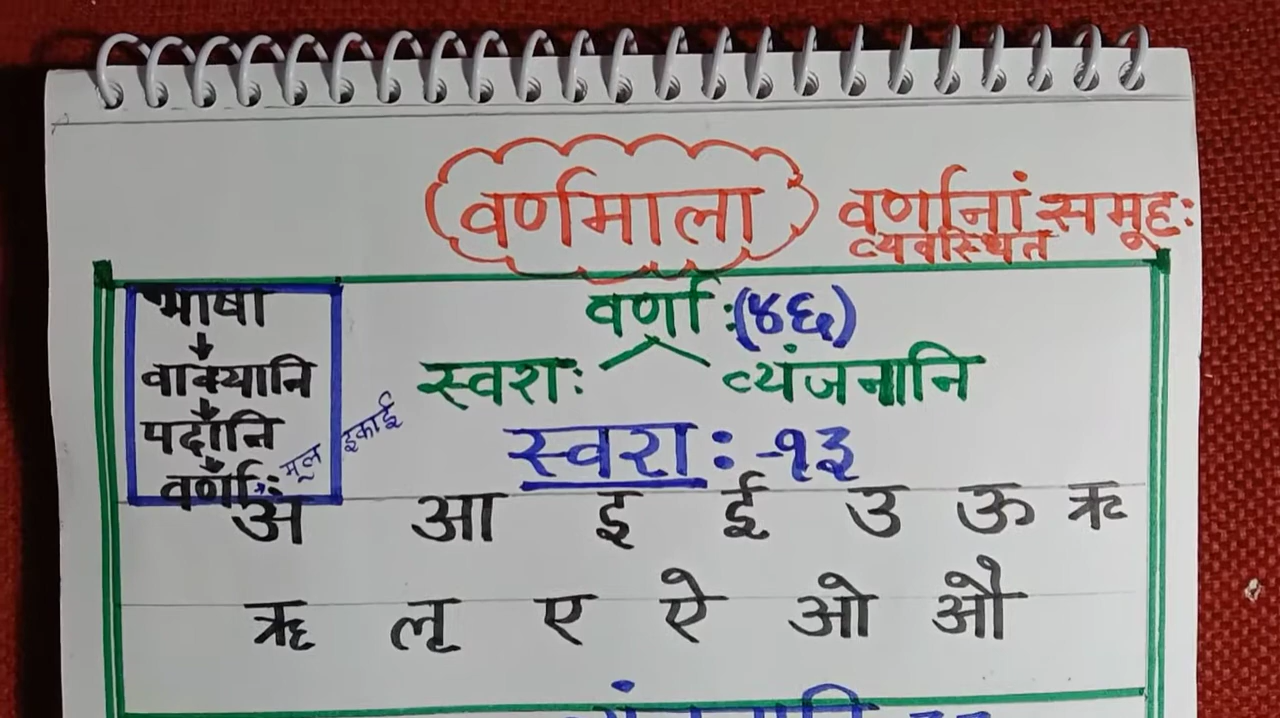 वर्णमाला वर्णानां समूहः
व्यवस्थित
भाषा
वाक्यानि
पदानि
वर्णाः मूल इकाई
वर्णाः (४६)
स्वराः व्यंजनानि
स्वराः -१३
अ आ इ ई उ ऊ ऋ
ॠ लृ ए ऐ ओ औ